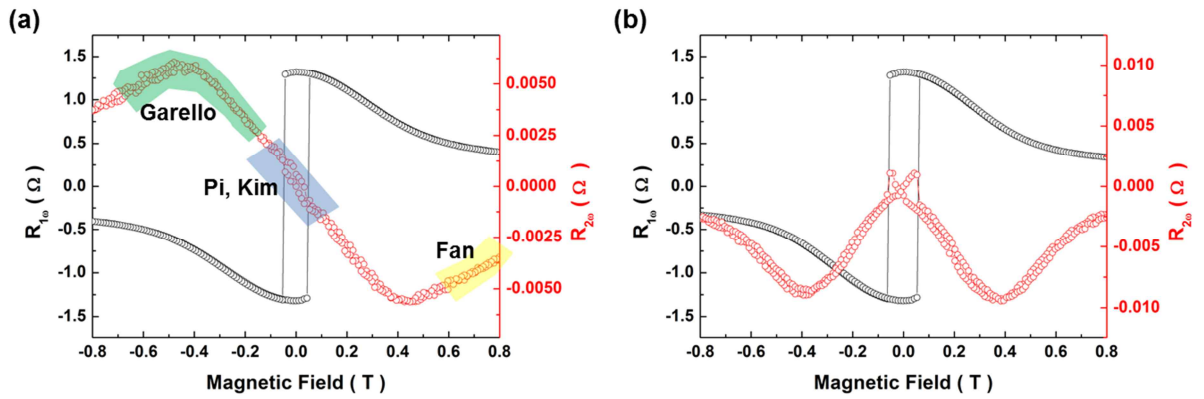 (a)
1.5
1.0
0.5
0.0
-0.5
-1.0
-1.5
R1ω ( Ω )
0.0050
0.0025
0.0000
-0.0025
-0.0050
R2ω ( Ω )
Garello
Pi, Kim
Fan
-0.8 -0.6 -0.4 -0.2 0.0 0.2 0.4 0.6 0.8
Magnetic Field ( T )
(b)
1.5
1.0
0.5
0.0
-0.5
-1.0
-1.5
R1ω ( Ω )
0.010
0.005
0.000
-0.005
-0.010
R2ω ( Ω )
-0.8 -0.6 -0.4 -0.2 0.0 0.2 0.4 0.6 0.8
Magnetic Field ( T )